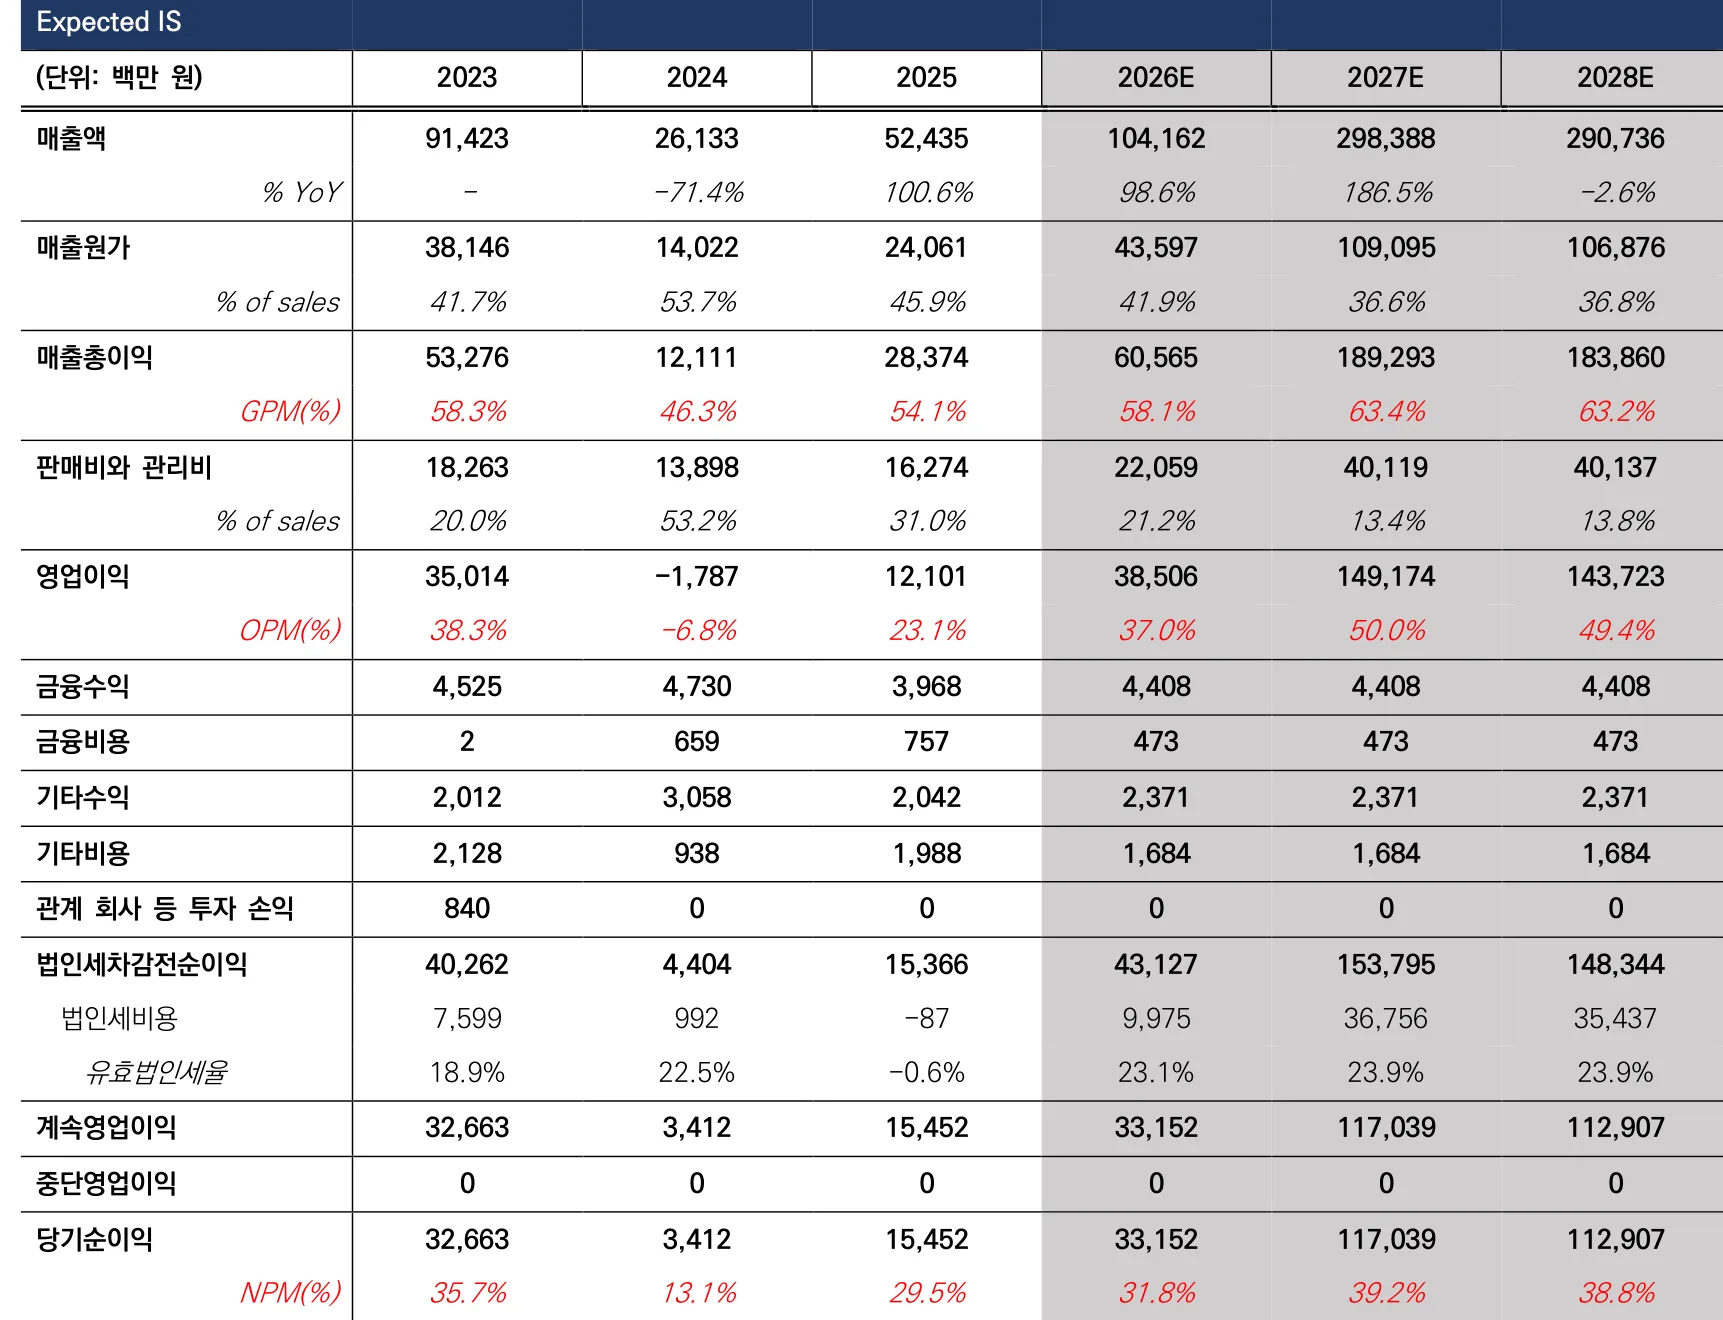 Expected IS
(단위: 백만 원) 2023 2024 2025 2026E 2027E 2028E
매출액 91,423 26,133 52,435 104,162 298,388 290,736
% YoY - -71.4% 100.6% 98.6% 186.5% -2.6%
매출원가 38,146 14,022 24,061 43,597 109,095 106,876
% of sales 41.7% 53.7% 45.9% 41.9% 36.6% 36.8%
매출총이익 53,276 12,111 28,374 60,565 189,293 183,860
GPM(%) 58.3% 46.3% 54.1% 58.1% 63.4% 63.2%
판매비와 관리비 18,263 13,898 16,274 22,059 40,119 40,137
% of sales 20.0% 53.2% 31.0% 21.2% 13.4% 13.8%
영업이익 35,014 -1,787 12,101 38,506 149,174 143,723
OPM(%) 38.3% -6.8% 23.1% 37.0% 50.0% 49.4%
금융수익 4,525 4,730 3,968 4,408 4,408 4,408
금융비용 2 659 757 473 473 473
기타수익 2,012 3,058 2,042 2,371 2,371 2,371
기타비용 2,128 938 1,988 1,684 1,684 1,684
관계 회사 등 투자 손익 840 0 0 0 0 0
법인세차감전순이익 40,262 4,404 15,366 43,127 153,795 148,344
법인세비용 7,599 992 -87 9,975 36,756 35,437
유효법인세율 18.9% 22.5% -0.6% 23.1% 23.9% 23.9%
계속영업이익 32,663 3,412 15,452 33,152 117,039 112,907
중단영업이익 0 0 0 0 0 0
당기순이익 32,663 3,412 15,452 33,152 117,039 112,907
NPM(%) 35.7% 13.1% 29.5% 31.8% 39.2% 38.8%